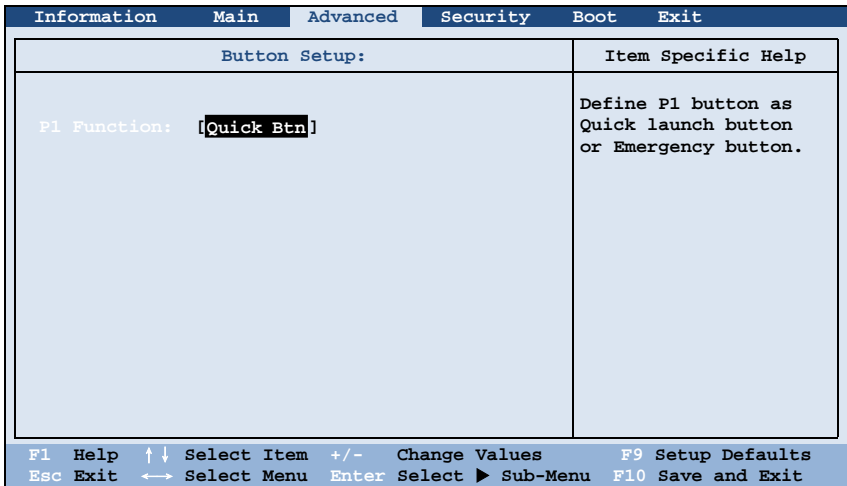 Information Main Advanced Security Boot Exit
Button Setup:
Item Specific Help
P1 Function: [Quick Btn]
Define P1 button as
Quick launch button
or Emergency button.
F1 Help ↑↓ Select Item +/- Change Values F9 Setup Defaults
Esc Exit ←→ Select Menu Enter Select ▶ Sub-Menu F10 Save and Exit